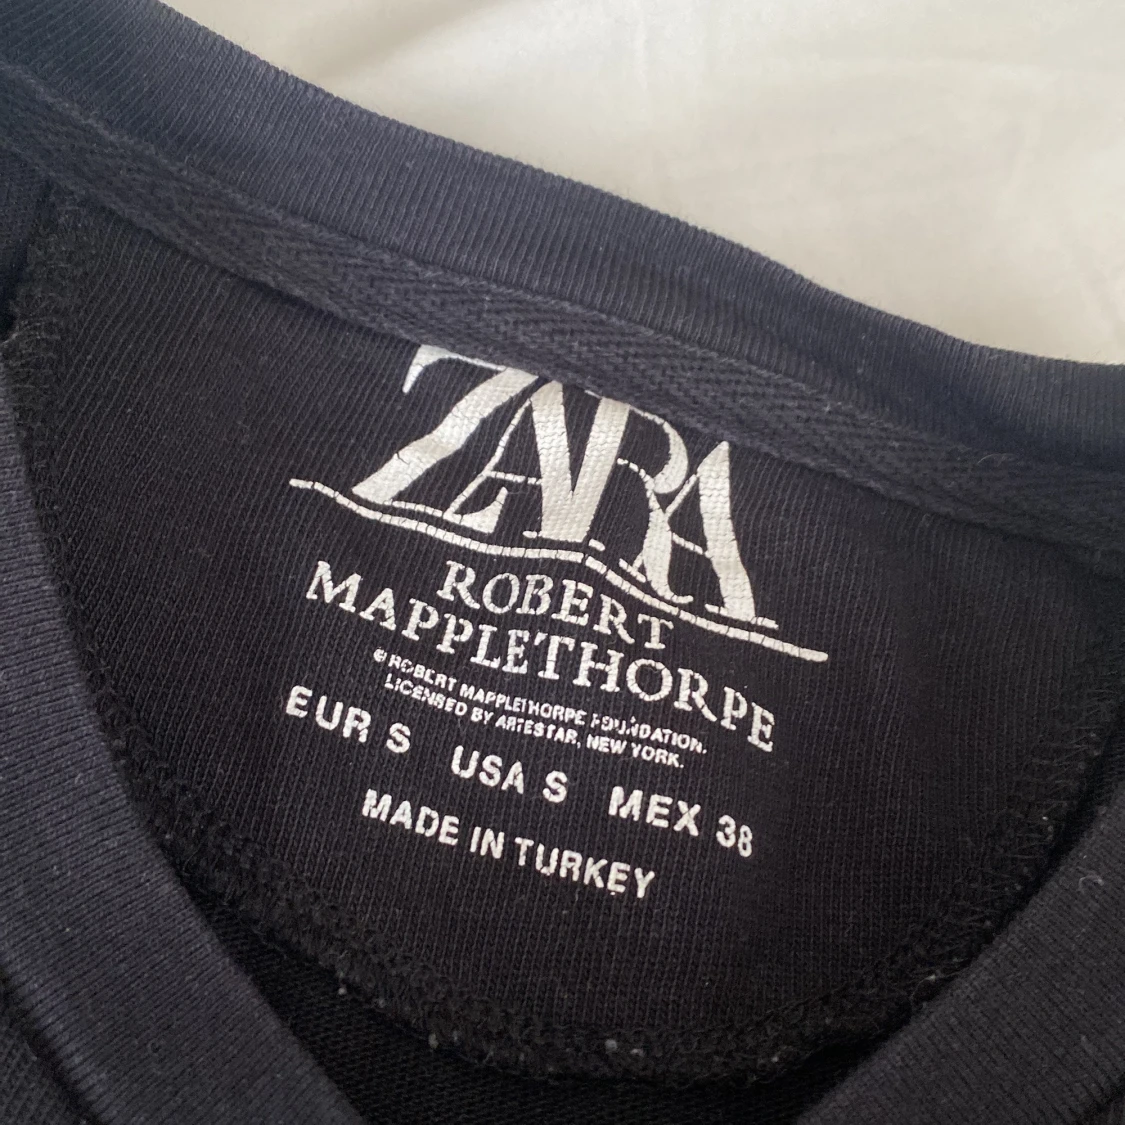 ZARA
ROBERT
MAPPLETHORPE
© ROBERT MAPPLETHORPE FOUNDATION.
LICENSED BY ARTESTAR, NEW YORK.
EUR S USA S MEX 38
MADE IN TURKEY